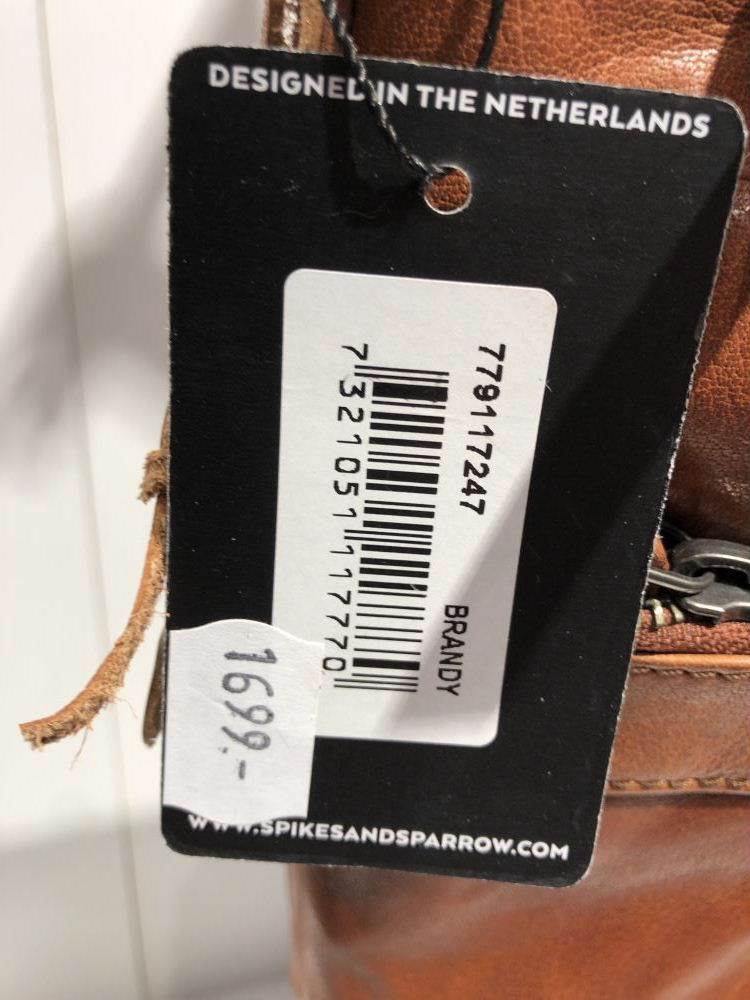 DESIGNED IN THE NETHERLANDS
779117247 BRANDY
7 321051 117770
1699.-
WWW.SPIKESANDSPARROW.COM